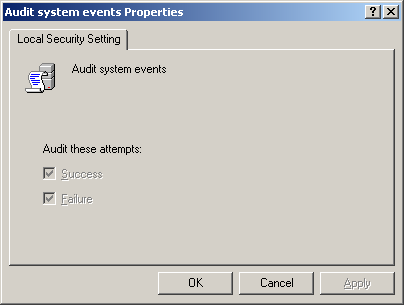 Audit system events Properties
Local Security Setting
Audit system events
Audit these attempts:
Success
Failure
OK Cancel Apply